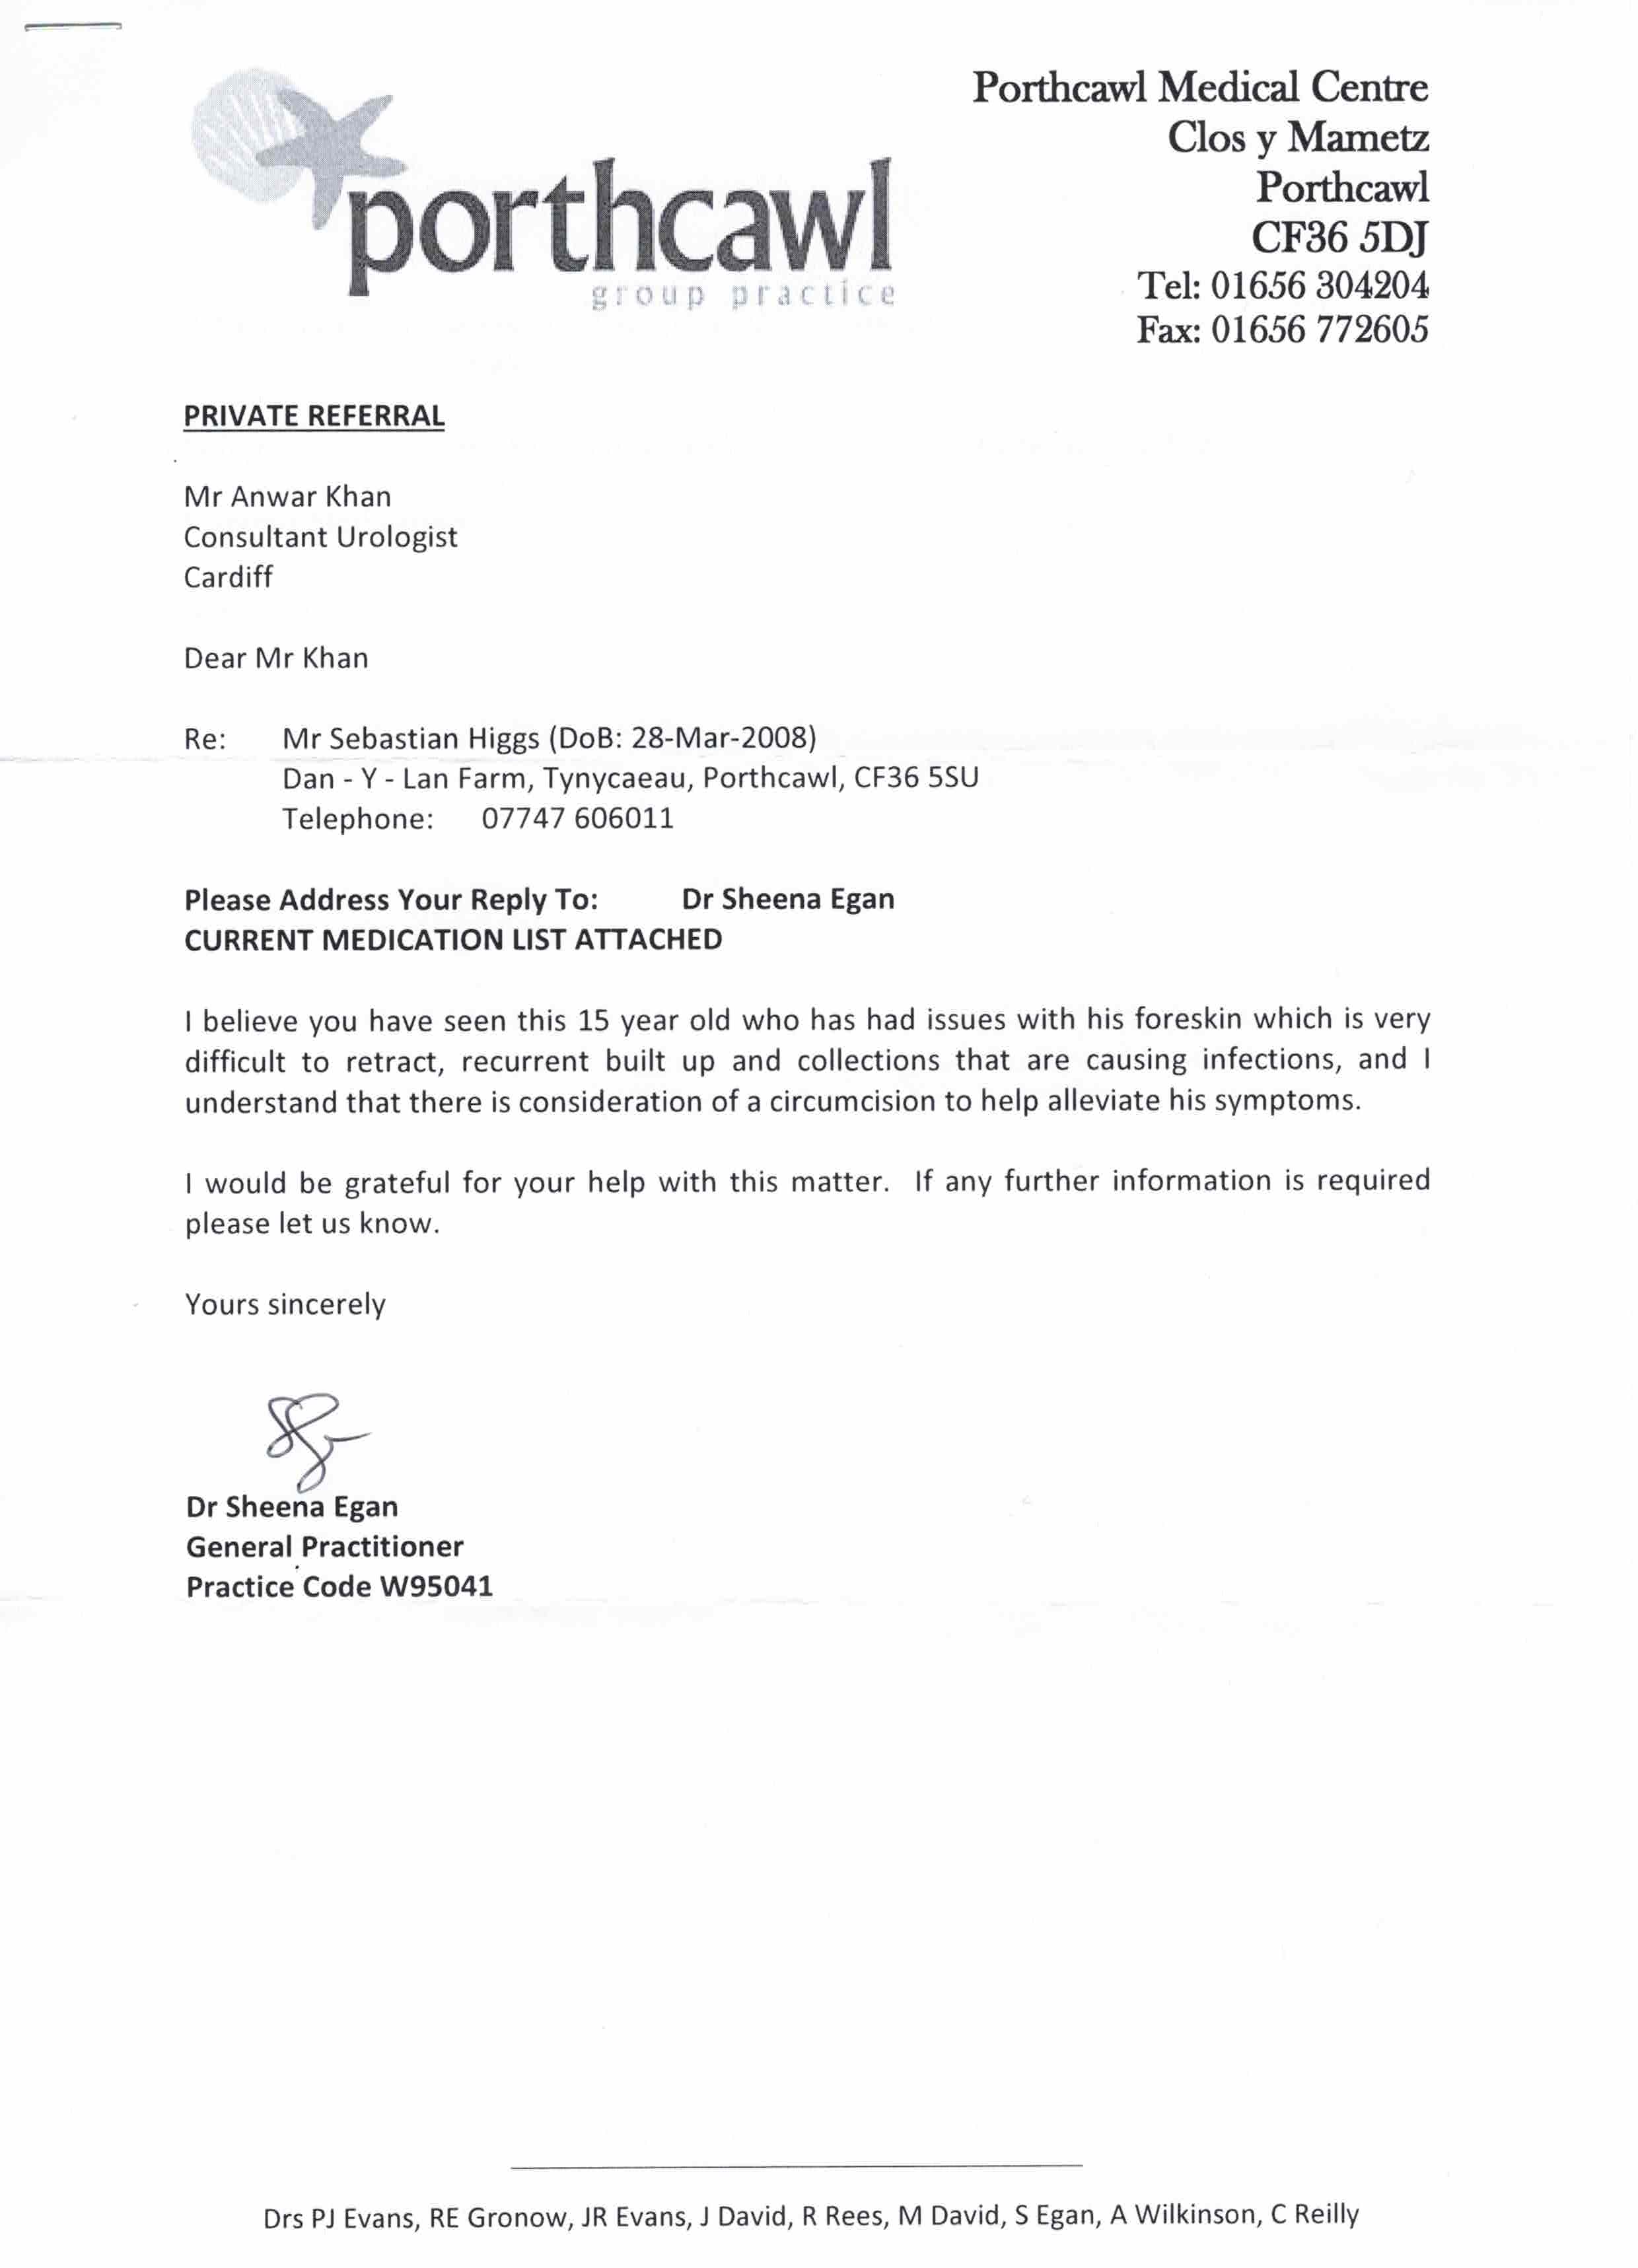 porthcawl
group practice
Porthcawl Medical Centre
Clos y Mametz
Porthcawl
CF36 5DJ
Tel: 01656 304204
Fax: 01656 772605
PRIVATE REFERRAL
Mr Anwar Khan
Consultant Urologist
Cardiff
Dear Mr Khan
Re: Mr Sebastian Higgs (DoB: 28-Mar-2008)
Dan - Y - Lan Farm, Tynycaeau, Porthcawl, CF36 5SU
Telephone: 07747 606011
Please Address Your Reply To: Dr Sheena Egan
CURRENT MEDICATION LIST ATTACHED
I believe you have seen this 15 year old who has had issues with his foreskin which is very
difficult to retract, recurrent built up and collections that are causing infections, and I
understand that there is consideration of a circumcision to help alleviate his symptoms.
I would be grateful for your help with this matter. If any further information is required
please let us know.
Yours sincerely
Dr Sheena Egan
General Practitioner
Practice Code W95041
Drs PJ Evans, RE Gronow, JR Evans, J David, R Rees, M David, S Egan, A Wilkinson, C Reilly